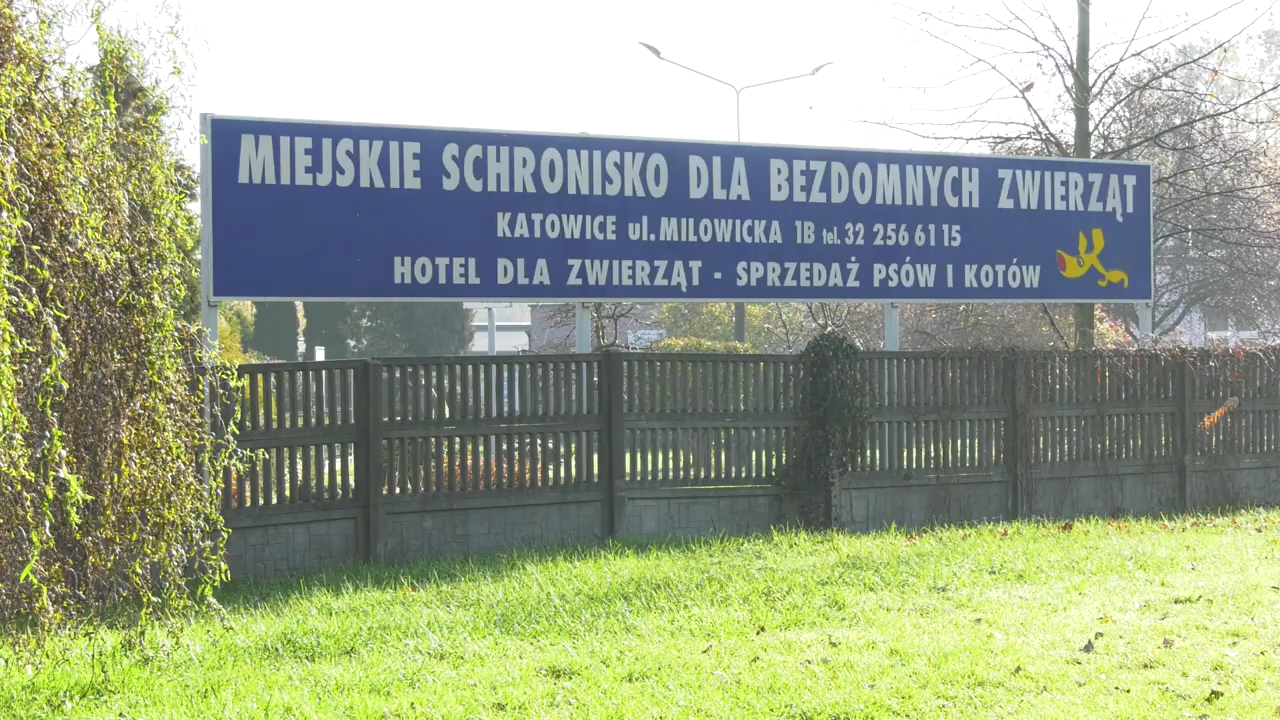 MIEJSKIE SCHRONISKO DLA BEZDOMNYCH ZWIERZĄT
KATOWICE ul. MILOWICKA 1B tel. 32 256 61 15
HOTEL DLA ZWIERZĄT - SPRZEDAŻ PSÓW I KOTÓW